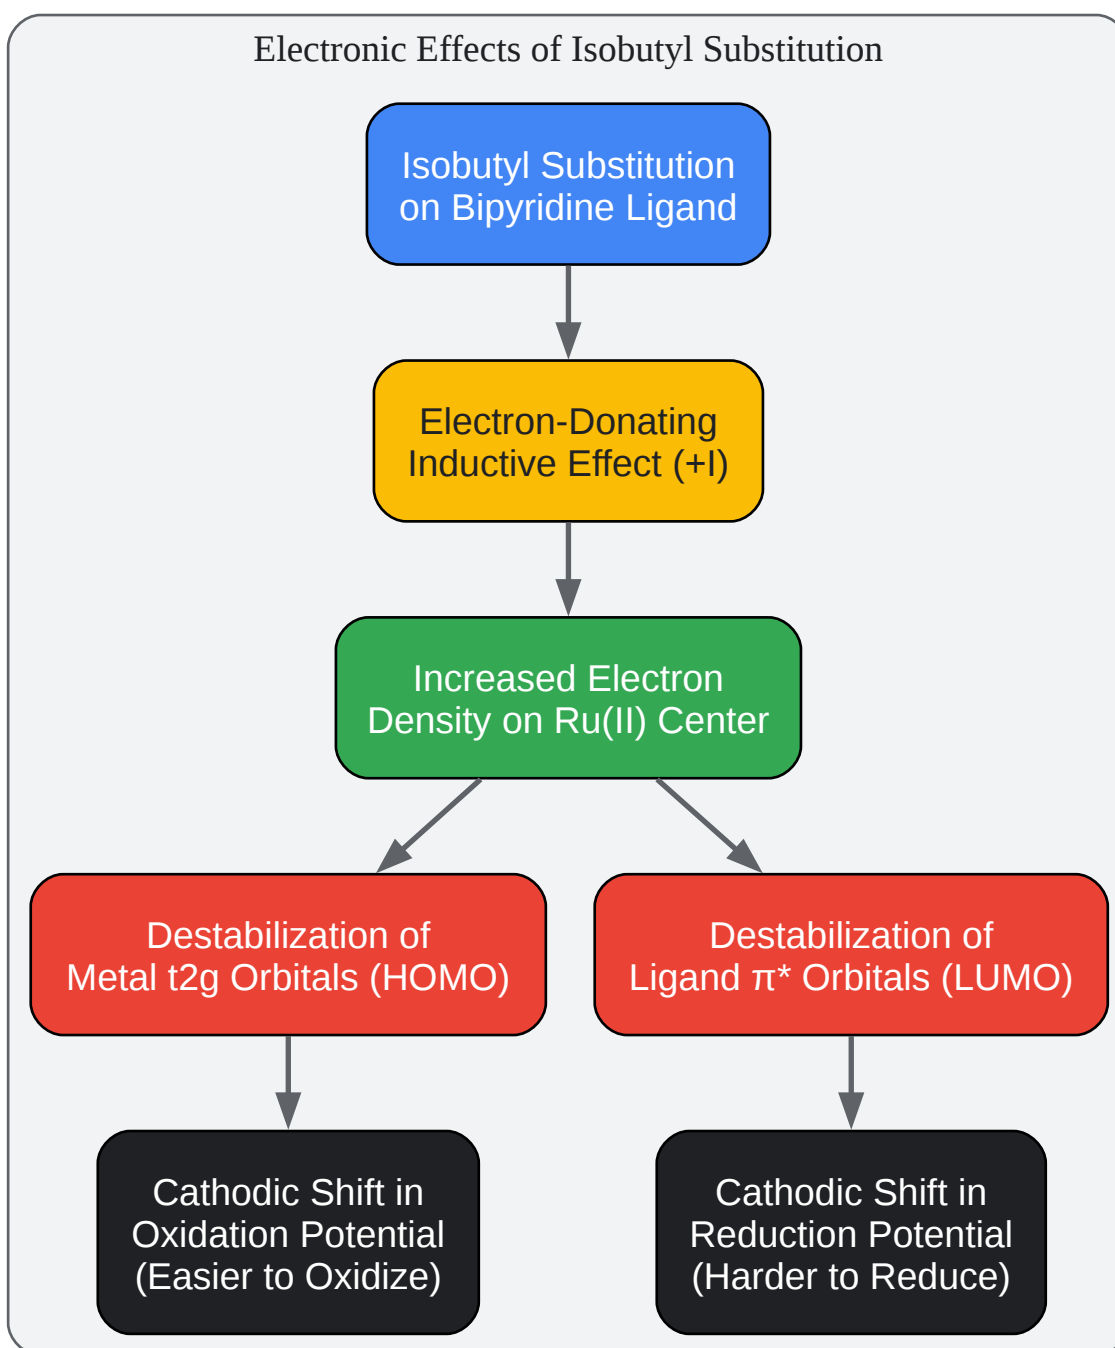 Electronic Effects of Isobutyl Substitution
Isobutyl Substitution
on Bipyridine Ligand
Electron-Donating
Inductive Effect (+I)
Increased Electron
Density on Ru(II) Center
Destabilization of
Metal t2g Orbitals (HOMO)
Destabilization of
Ligand π* Orbitals (LUMO)
Cathodic Shift in
Oxidation Potential
(Easier to Oxidize)
Cathodic Shift in
Reduction Potential
(Harder to Reduce)